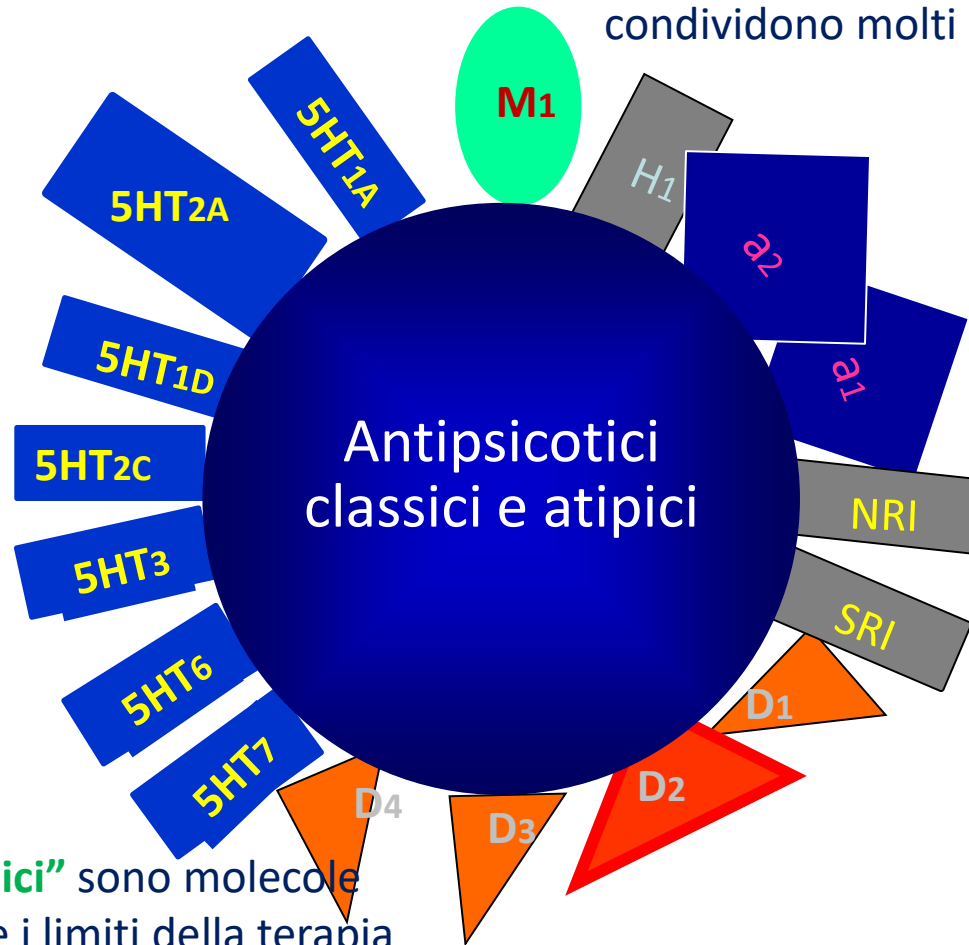 condividono molti
M1
H1
5HT1A
a2
5HT2A
5HT1D
a1
Antipsicotici
classici e atipici
5HT2C
NRI
5HT3
SRI
5HT6
D1
5HT7
D2
D4
D3
ici” sono molecole
e i limiti della terapia